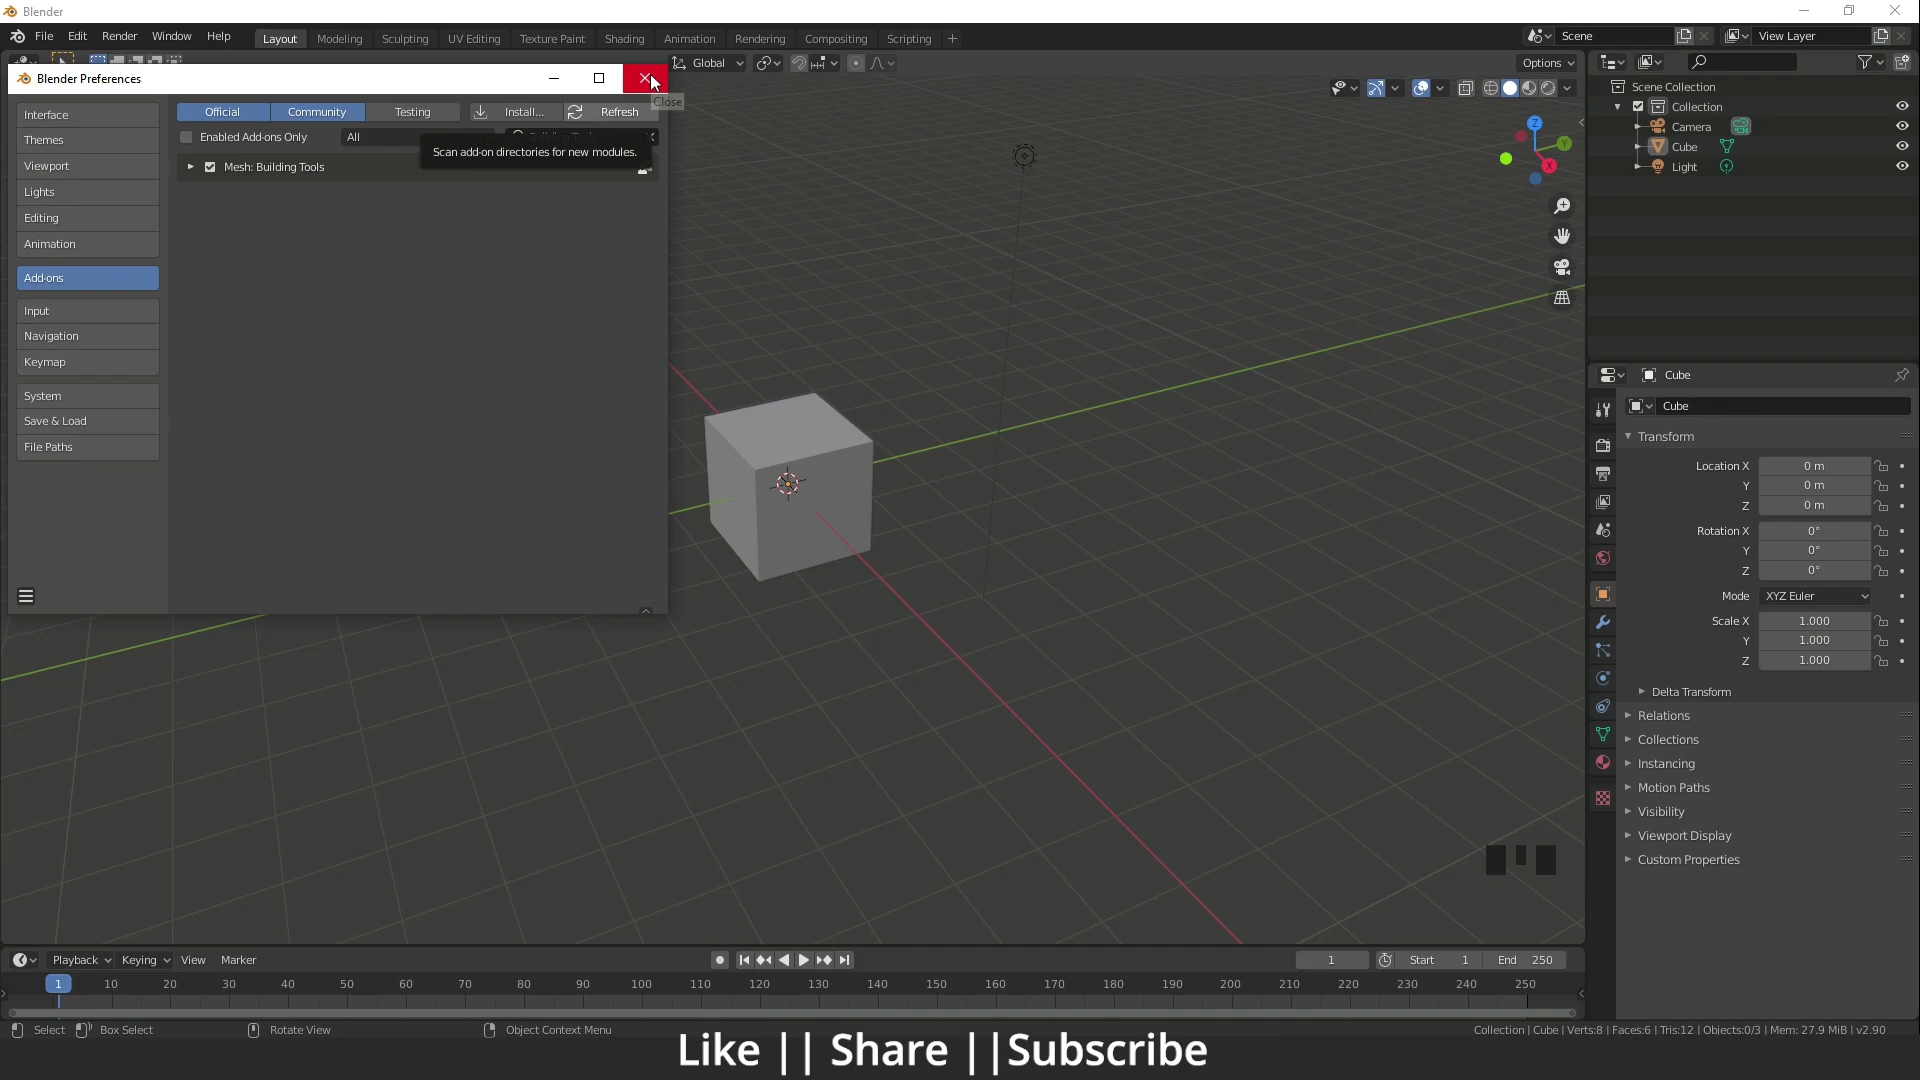 Blender
File Edit Render Window Help Layout Modeling Sculpting UV Editing Texture Paint Shading Animation Rendering Compositing Scripting + Scene View Layer
Global Options
Blender Preferences
Close
Interface
Themes
Viewport
Lights
Editing
Animation
Add-ons
Input
Navigation
Keymap
System
Save & Load
File Paths
Official Community Testing Install... Refresh
Enabled Add-ons Only All
Scan add-on directories for new modules.
Mesh: Building Tools
Z
Y
X
Scene Collection
Collection
Camera
Cube
Light
Cube
Cube
Transform
Location X 0 m
Y 0 m
Z 0 m
Rotation X 0°
Y 0°
Z 0°
Mode XYZ Euler
Scale X 1.000
Y 1.000
Z 1.000
Delta Transform
Relations
Collections
Instancing
Motion Paths
Visibility
Viewport Display
Custom Properties
Playback Keying View Marker 1 Start 1 End 250
1 10 20 30 40 50 60 70 80 90 100 110 120 130 140 150 160 170 180 190 200 210 220 230 240 250
Select Box Select Rotate View Object Context Menu Collection | Cube | Verts:8 | Faces:6 | Tris:12 | Objects:0/3 | Mem: 27.9 MiB | v2.90
Like || Share ||Subscribe